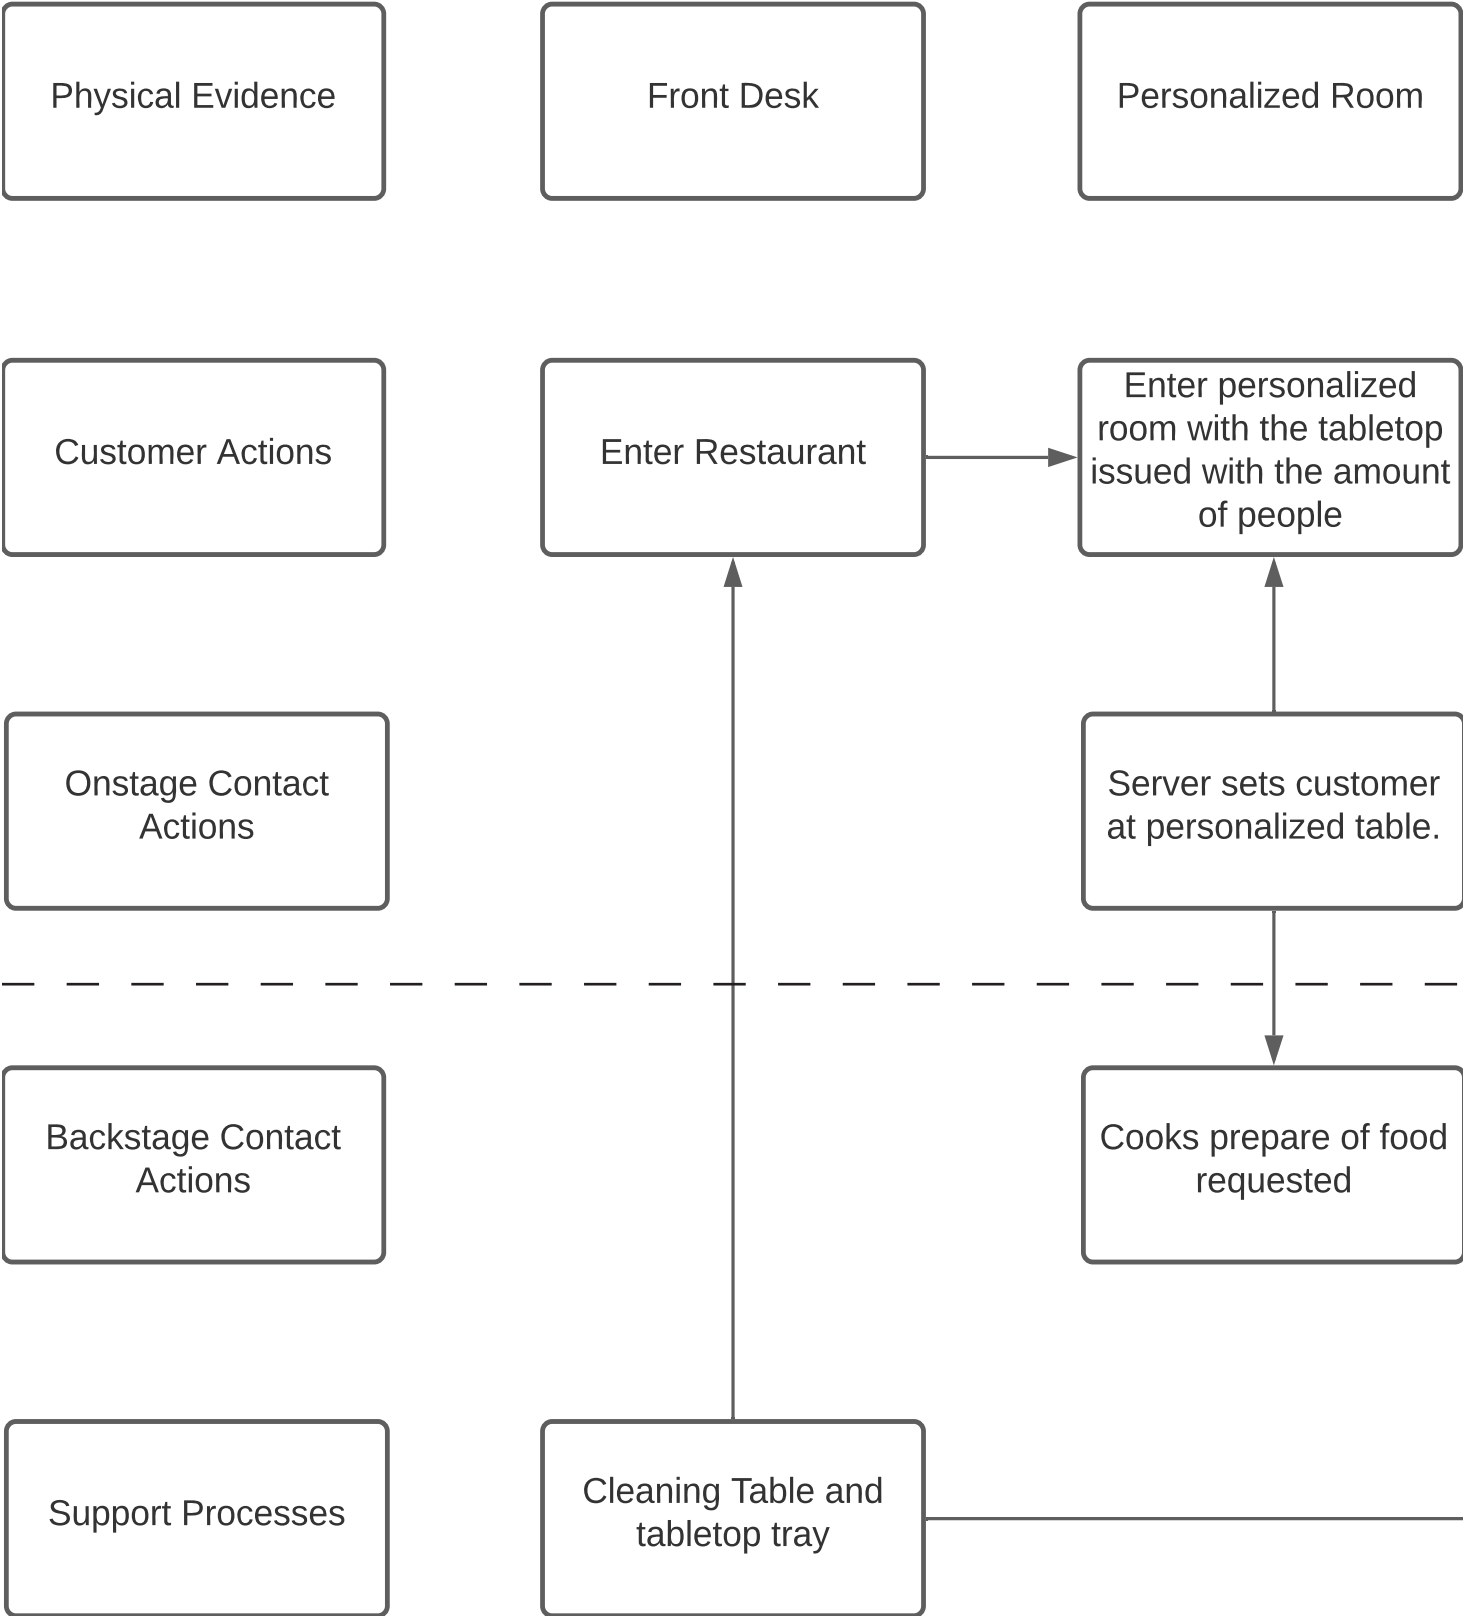 Physical Evidence
Front Desk
Personalized Room
Customer Actions
Enter Restaurant
Enter personalized
room with the tabletop
issued with the amount
of people
Onstage Contact
Actions
Server sets customer
at personalized table.
Backstage Contact
Actions
Cooks prepare of food
requested
Support Processes
Cleaning Table and
tabletop tray